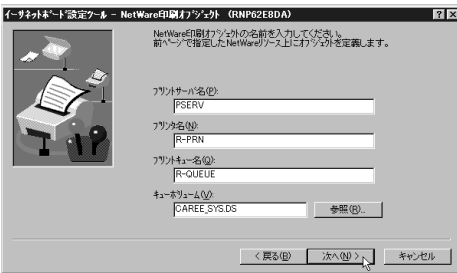 イーサネットボード設定ツール - NetWare印刷オブジェクト (RNP62E8DA)
NetWare印刷オブジェクトの名前を入力してください。
前ページで指定したNetWareリソース上にオブジェクトを定義します。
プリントサーバ名(P):
PSERV
プリンタ名(N):
R-PRN
プリントキュー名(Q):
R-QUEUE
キューボリューム(V):
CAREE_SYS.DS
参照(R)..
< 戻る(B)
次へ(N) >
キャンセル